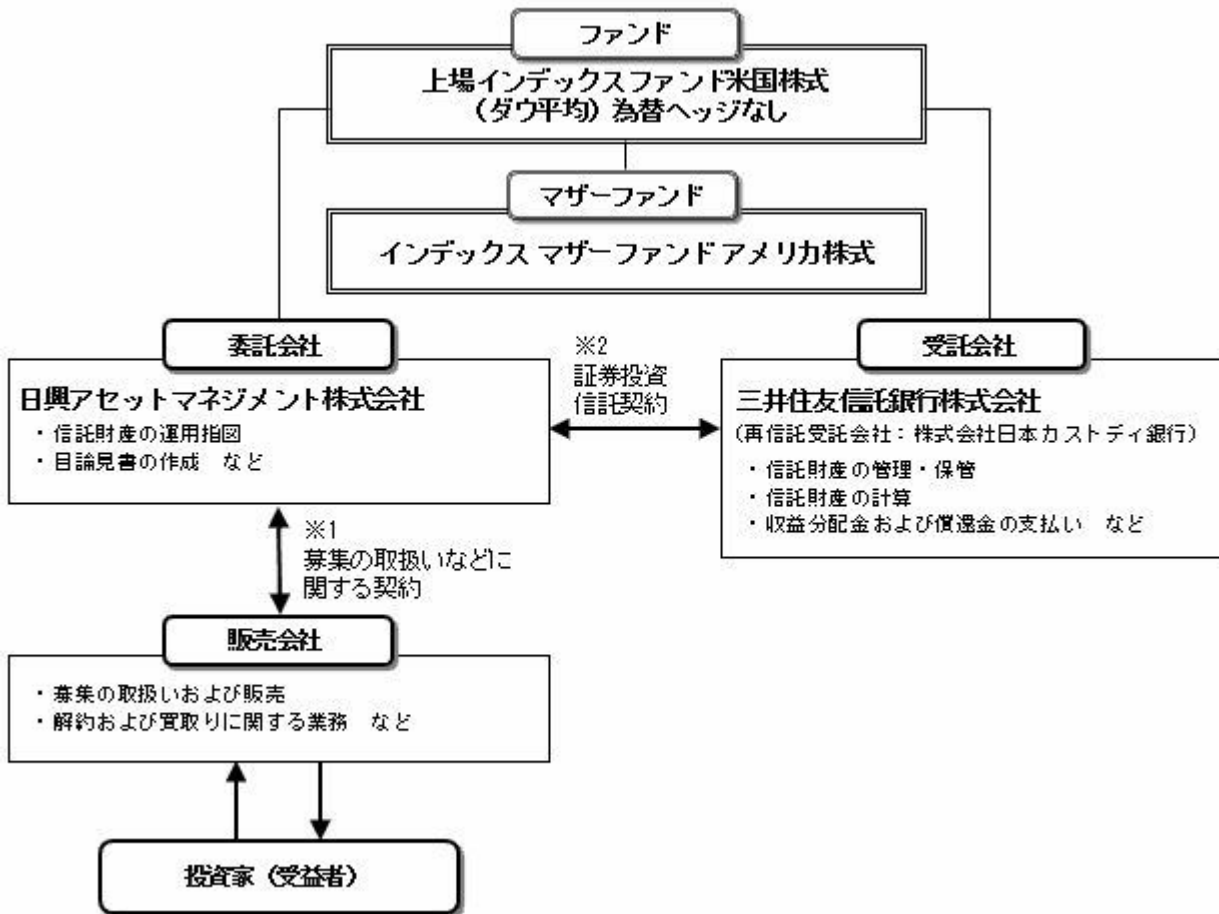 ファンド
上場インデックスファンド米国株式
(ダウ平均)為替ヘッジなし
マザーファンド
インデックス マザーファンド アメリカ株式
委託会社
日興アセットマネジメント株式会社
・信託財産の運用指図
・目論見書の作成 など
※2
証券投資
信託契約
受託会社
三井住友信託銀行株式会社
(再信託受託会社：株式会社日本カストディ銀行)
・信託財産の管理・保管
・信託財産の計算
・収益分配金および償還金の支払い など
※1
募集の取扱いなどに
関する契約
販売会社
・募集の取扱いおよび販売
・解約および買取りに関する業務 など
投資家(受益者)